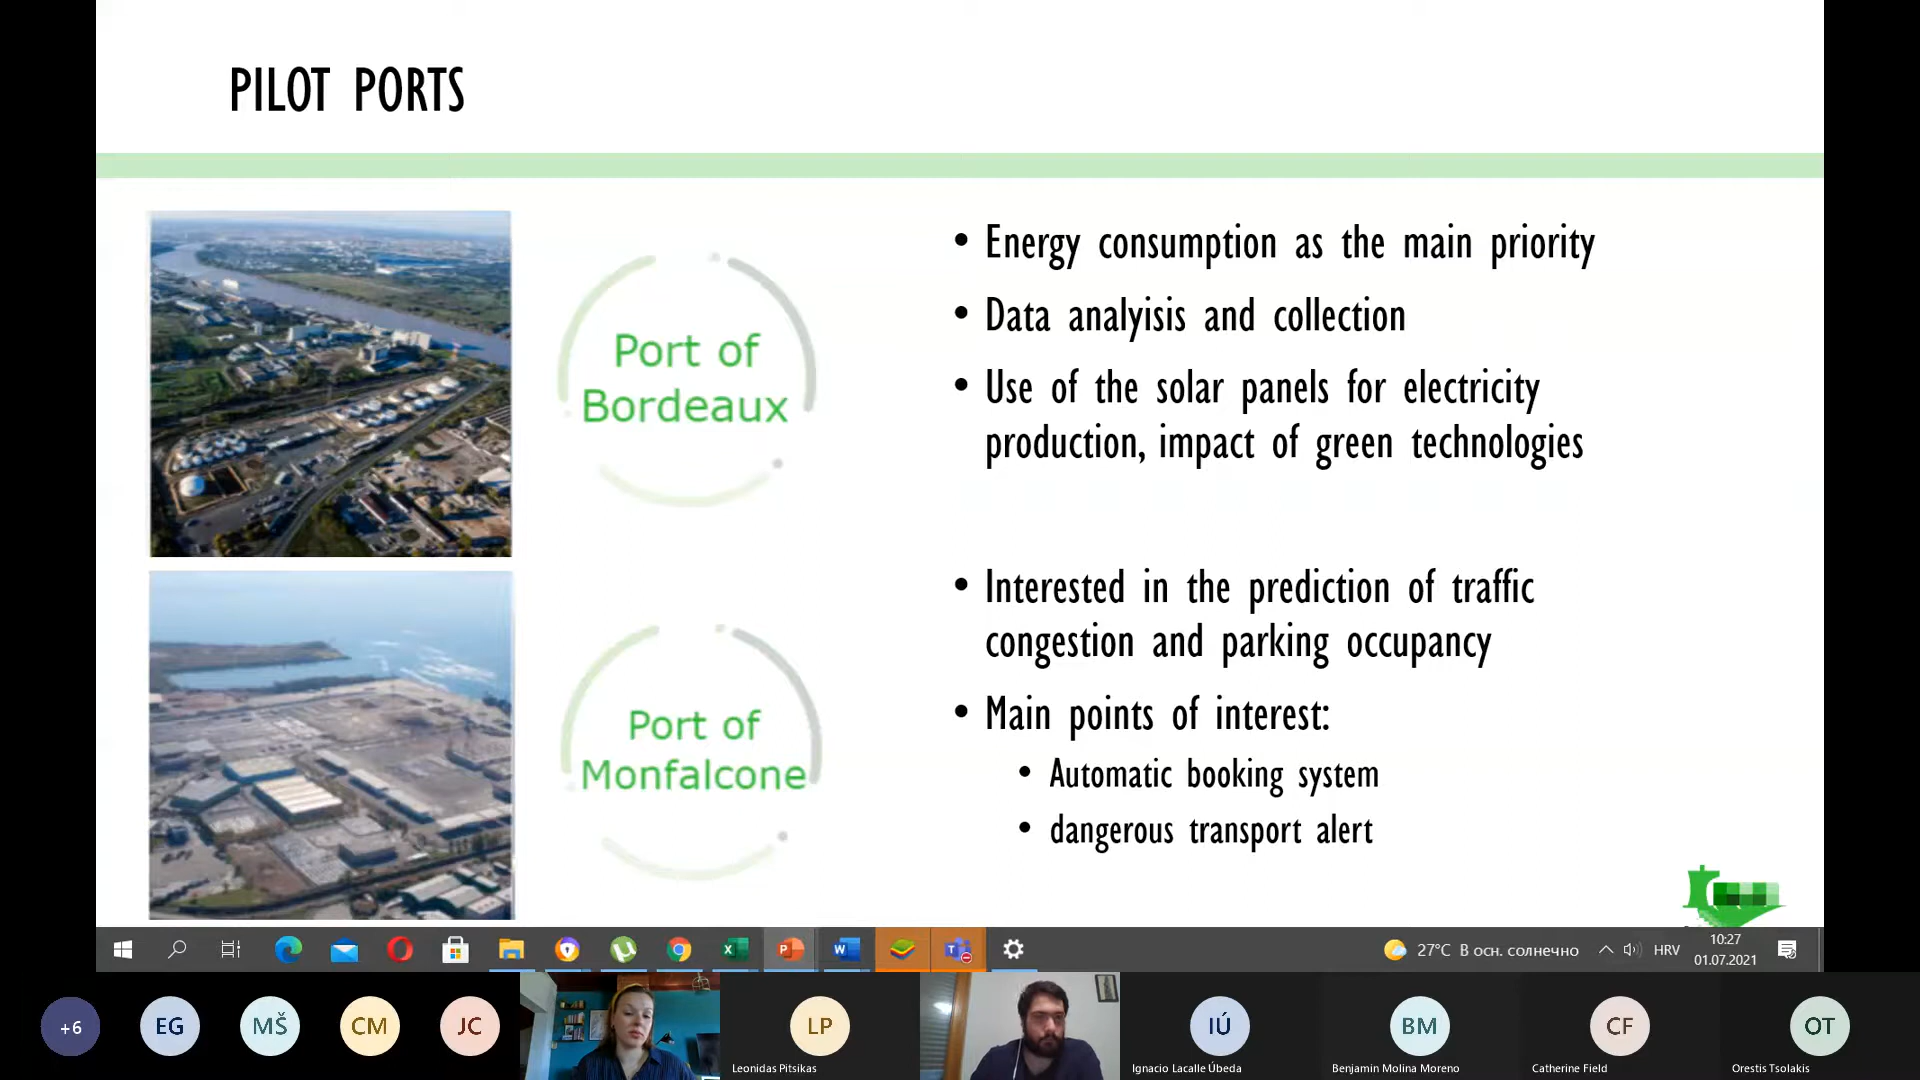 PILOT PORTS
Port of
Bordeaux
• Energy consumption as the main priority
• Data analyisis and collection
• Use of the solar panels for electricity
production, impact of green technologies
Port of
Monfalcone
• Interested in the prediction of traffic
congestion and parking occupancy
• Main points of interest:
• Automatic booking system
• dangerous transport alert
27°C В осн. солнечно
HRV
10:27
01.07.2021
+6
EG
MŠ
CM
JC
LP
Leonidas Pitsikas
IÚ
Ignacio Lacalle Úbeda
BM
Benjamin Molina Moreno
CF
Catherine Field
OT
Orestis Tsolakis